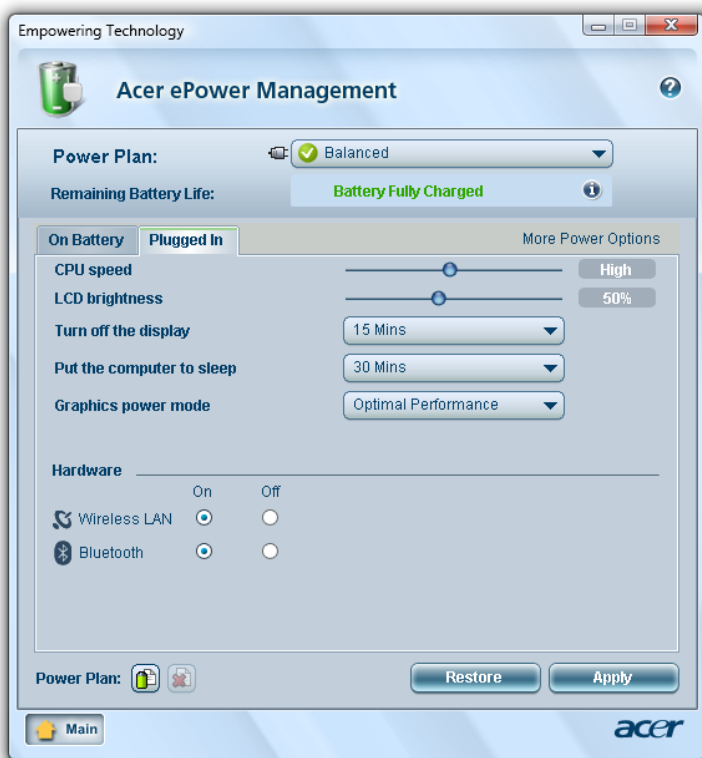 Empowering Technology
Acer ePower Management
Power Plan: Balanced
Remaining Battery Life: Battery Fully Charged
On Battery Plugged In More Power Options
CPU speed High
LCD brightness 50%
Turn off the display 15 Mins
Put the computer to sleep 30 Mins
Graphics power mode Optimal Performance
Hardware
On Off
Wireless LAN
Bluetooth
Power Plan: Restore Apply
Main acer